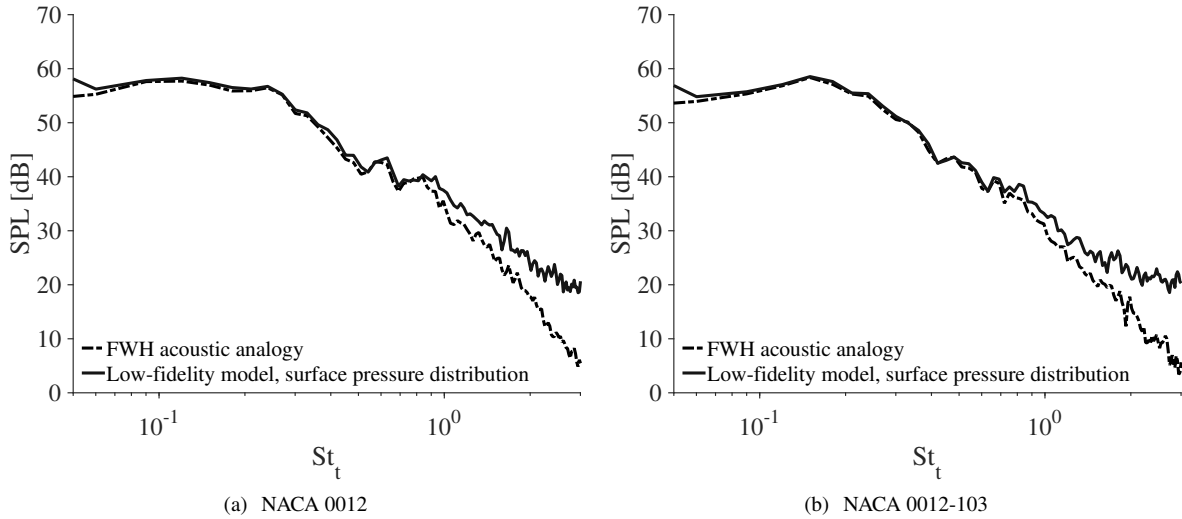 70
60
50
40
30
20
10
0
SPL [dB]
FWH acoustic analogy
Low-fidelity model, surface pressure distribution
10^-1
10^0
St_t
(a) NACA 0012
70
60
50
40
30
20
10
0
SPL [dB]
FWH acoustic analogy
Low-fidelity model, surface pressure distribution
10^-1
10^0
St_t
(b) NACA 0012-103